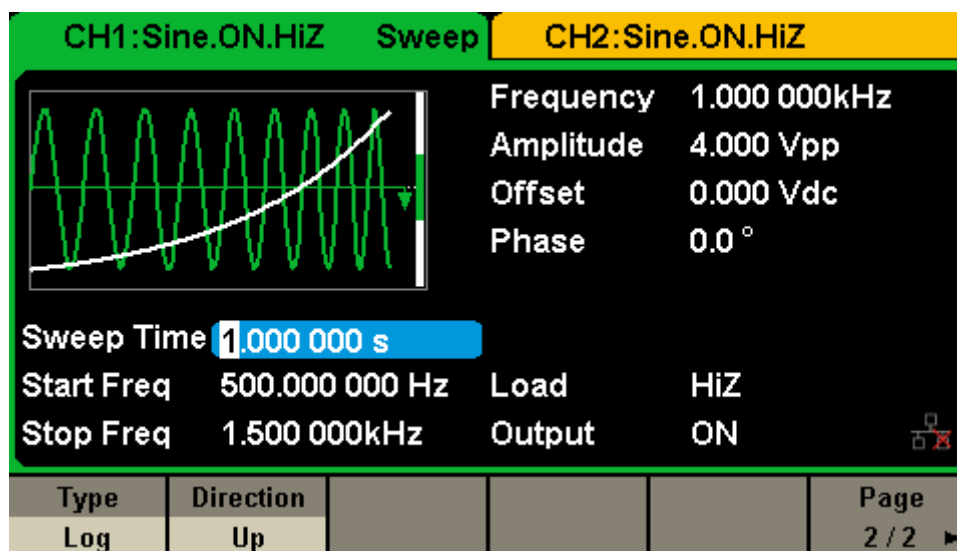 CH1:Sine.ON.HiZ Sweep CH2:Sine.ON.HiZ
Frequency 1.000 000kHz
Amplitude 4.000 Vpp
Offset 0.000 Vdc
Phase 0.0 °
Sweep Time 1.000 000 s
Start Freq 500.000 000 Hz Load HiZ
Stop Freq 1.500 000kHz Output ON
Type Direction Page
Log Up 2 / 2